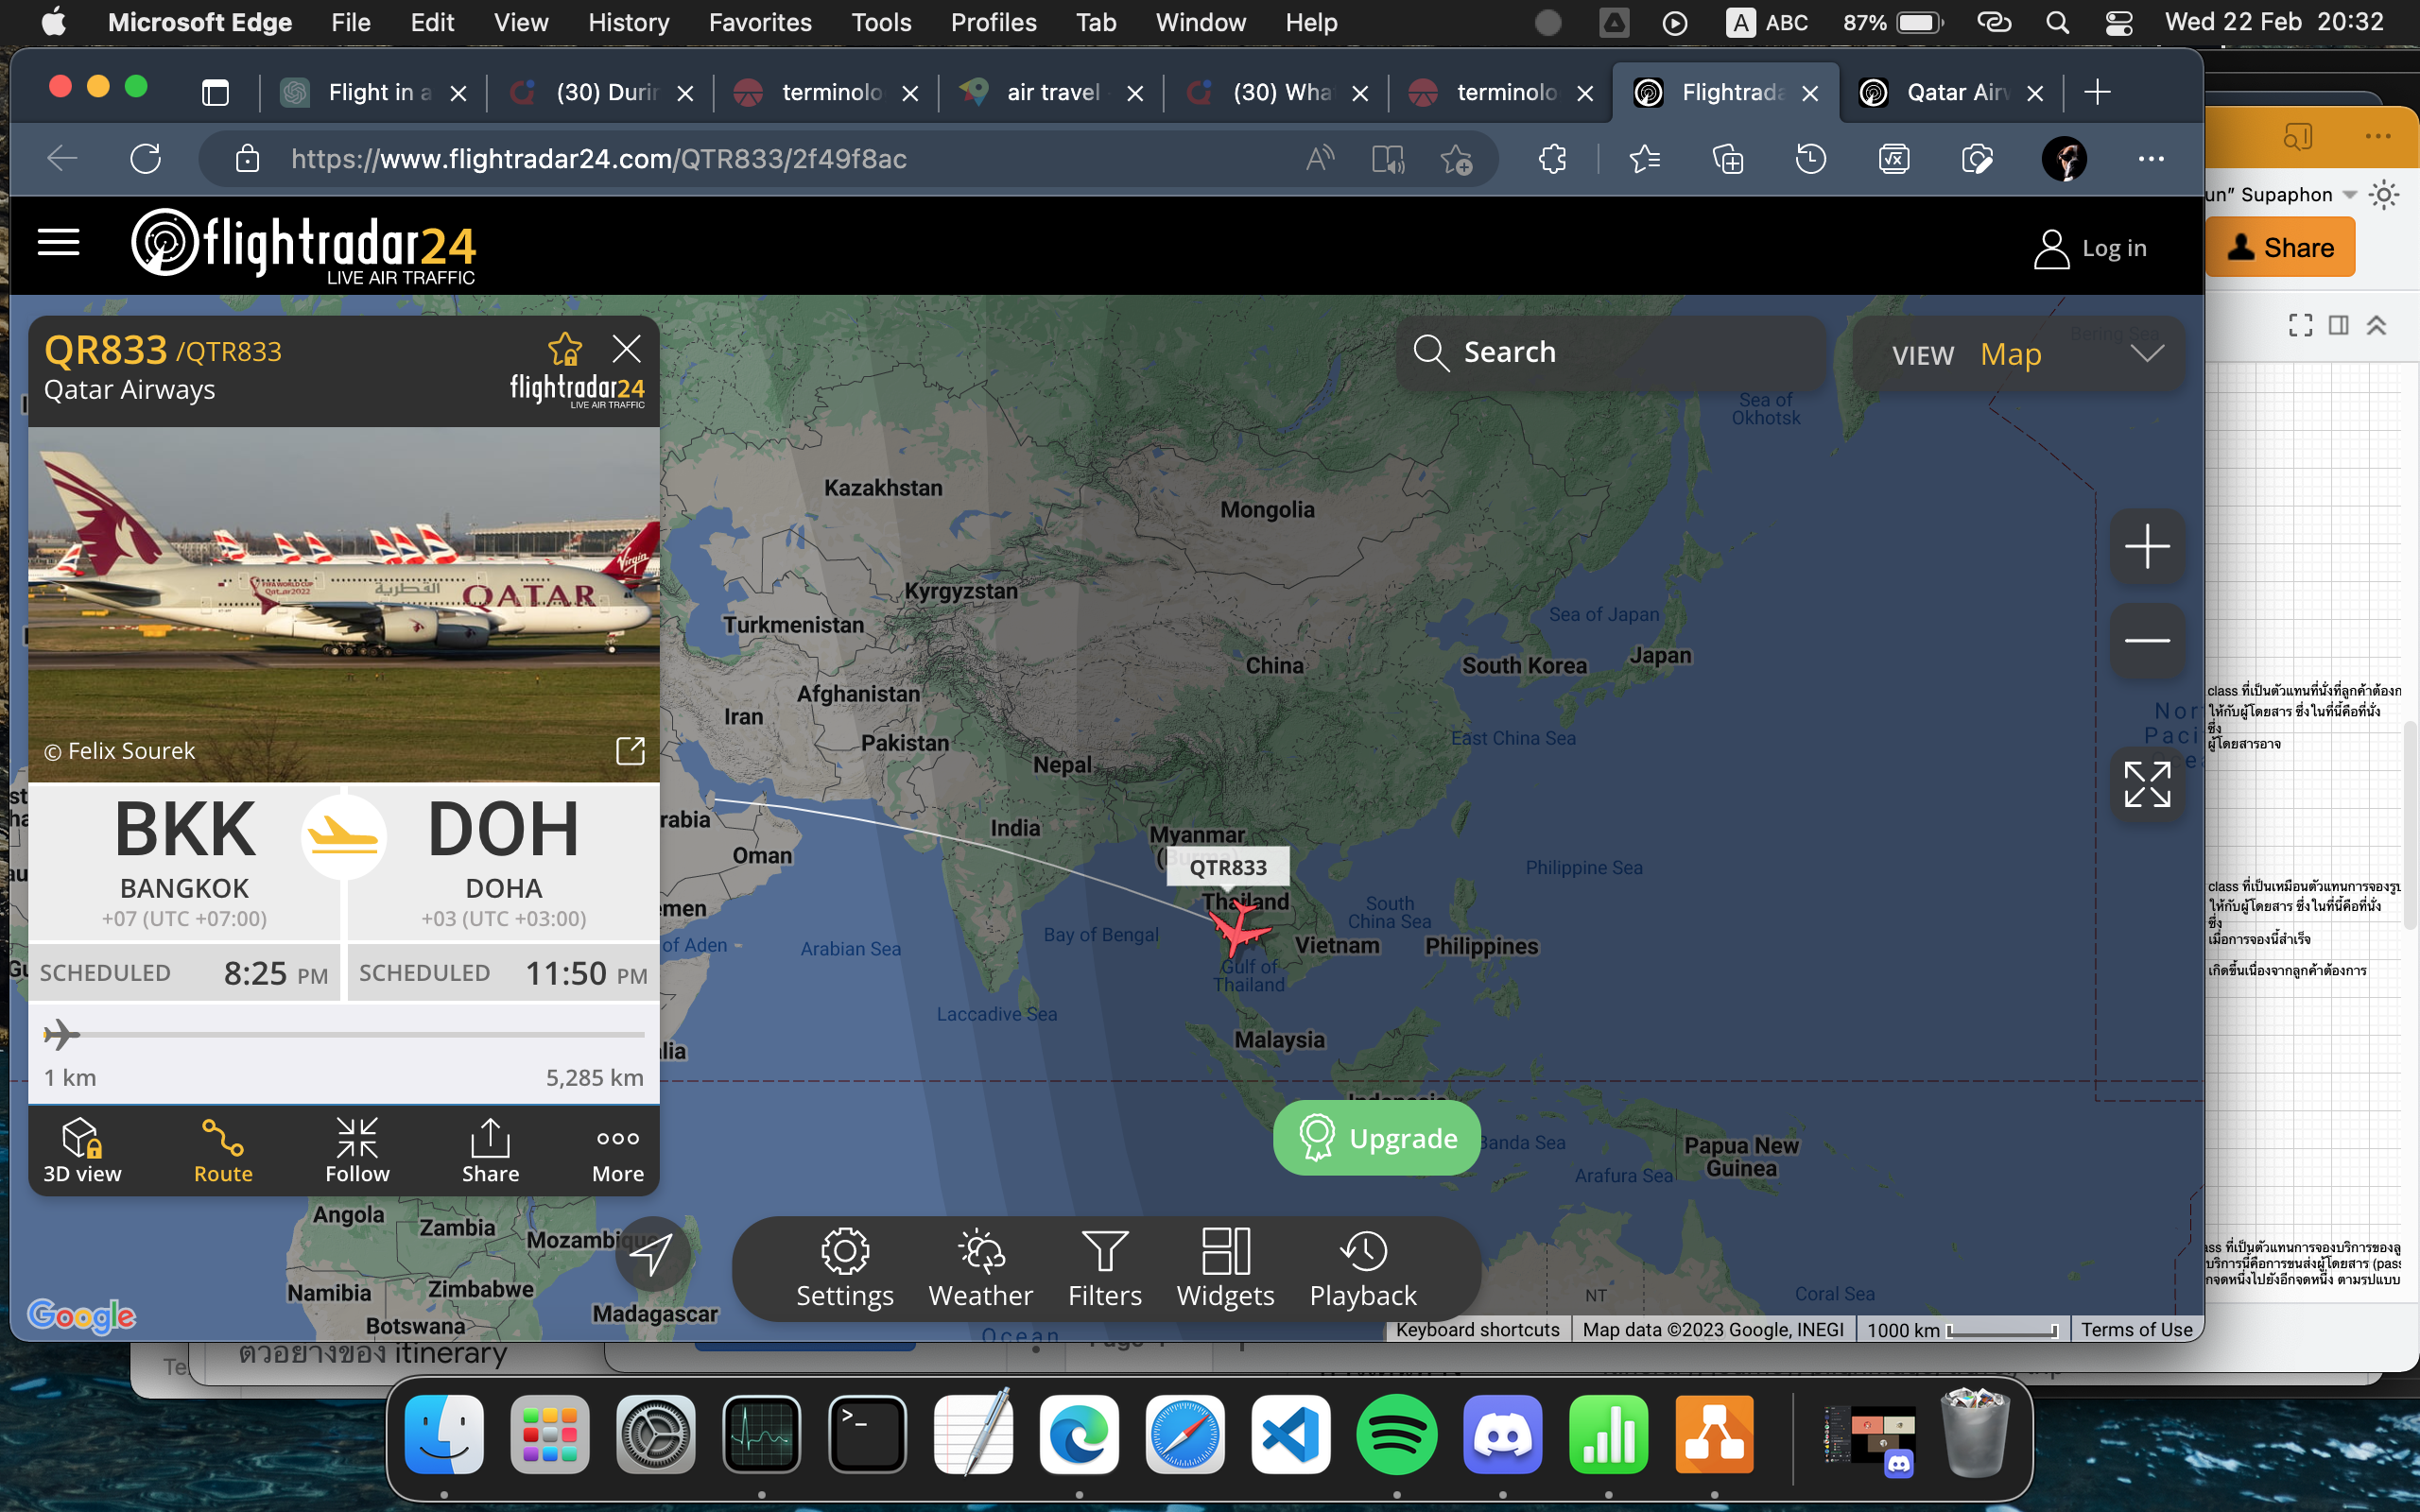 Microsoft Edge File Edit View History Favorites Tools Profiles Tab Window Help A ABC 87% Wed 22 Feb 20:32
Flight in a (30) Durin terminolo air travel (30) Wha terminolo Flightrada Qatar Airw
https://www.flightradar24.com/QTR833/2f49f8ac
un” Supaphon
Share
flightradar24
LIVE AIR TRAFFIC
Log in
QR833 /QTR833
Qatar Airways
flightradar24
LIVE AIR TRAFFIC
Search
VIEW Map
Bering Sea
QATAR
القطرية
FIFA WORLD CUP
Qatar2022
Virgin
© Felix Sourek
BKK
BANGKOK
+07 (UTC +07:00)
DOH
DOHA
+03 (UTC +03:00)
SCHEDULED 8:25 PM
SCHEDULED 11:50 PM
1 km
5,285 km
3D view Route Follow Share More
Sea of
Okhotsk
Kazakhstan
Mongolia
Kyrgyzstan
Sea of Japan
Turkmenistan
China
South Korea
Japan
Afghanistan
Iran
Pakistan
East China Sea
Nor
Paci
Nepal
rabia
India
Myanmar
(Burma)
Oman
Philippine Sea
QTR833
Thailand
emen
South
China Sea
of Aden
Arabian Sea
Bay of Bengal
Vietnam
Philippines
Gulf of
Thailand
Laccadive Sea
Malaysia
lia
Upgrade
Banda Sea
Papua New
Guinea
Arafura Sea
Angola
Zambia
Mozambique
Namibia
Zimbabwe
Madagascar
Botswana
NT
Coral Sea
Settings Weather Filters Widgets Playback
Google
Keyboard shortcuts Map data ©2023 Google, INEGI 1000 km Terms of Use
class ที่เป็นตัวแทนที่นั่งที่ลูกค้าต้องก
ให้กับผู้โดยสาร ซึ่งในที่นี้คือที่นั่ง
ซึ่ง
ผู้โดยสารอาจ
class ที่เป็นเหมือนตัวแทนการจองรูป
ให้กับผู้โดยสาร ซึ่งในที่นี้คือที่นั่ง
ซึ่ง
เมื่อการจองนี้สำเร็จ
เกิดขึ้นเนื่องจากลูกค้าต้องการ
ass ที่เป็นตัวแทนการจองบริการของลู
บริการนี้คือการขนส่งผู้โดยสาร (pass
กจุดหนึ่งไปยังอีกจุดหนึ่ง ตามรูปแบบ
Ocean
ตัวอย่างของ itinerary
Te